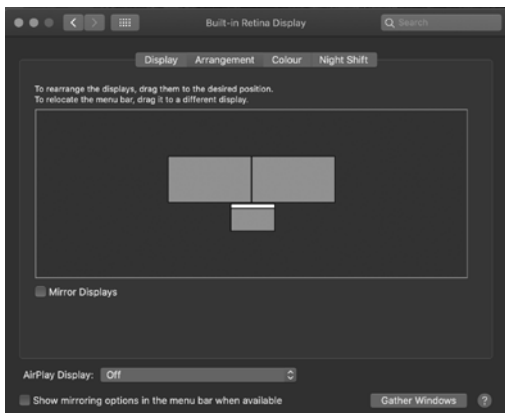 Built-in Retina Display
Search
Display Arrangement Colour Night Shift
To rearrange the displays, drag them to the desired position.
To relocate the menu bar, drag it to a different display.
Mirror Displays
AirPlay Display: Off
Show mirroring options in the menu bar when available
Gather Windows ?